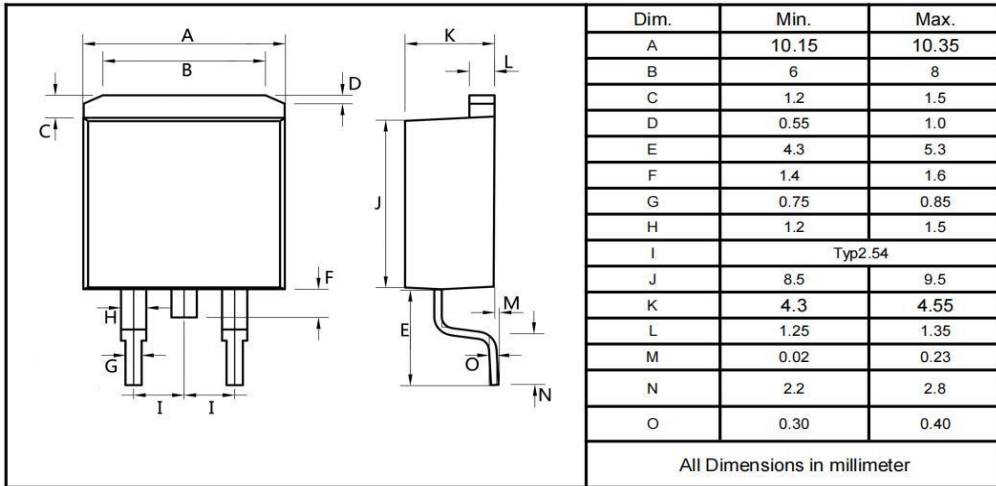 A
B
C
D
E
F
G
H
I I
J
K
L
M
N
O
Dim. Min. Max.
A 10.15 10.35
B 6 8
C 1.2 1.5
D 0.55 1.0
E 4.3 5.3
F 1.4 1.6
G 0.75 0.85
H 1.2 1.5
I Typ2.54
J 8.5 9.5
K 4.3 4.55
L 1.25 1.35
M 0.02 0.23
N 2.2 2.8
O 0.30 0.40
All Dimensions in millimeter